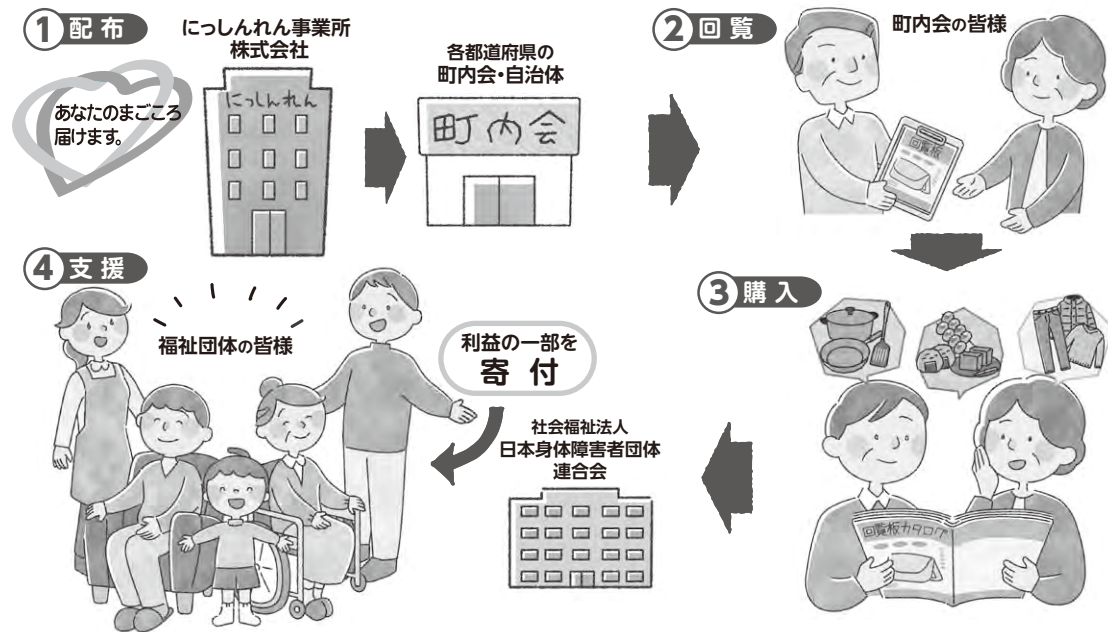 ① 配布
にっしんれん事業所
株式会社
あなたのまごころ
届けます。
にっしんれん
各都道府県の
町内会・自治体
町内会
② 回覧
町内会の皆様
回覧板
③ 購入
回覧板カタログ
社会福祉法人
日本身体障害者団体
連合会
利益の一部を
寄付
④ 支援
福祉団体の皆様